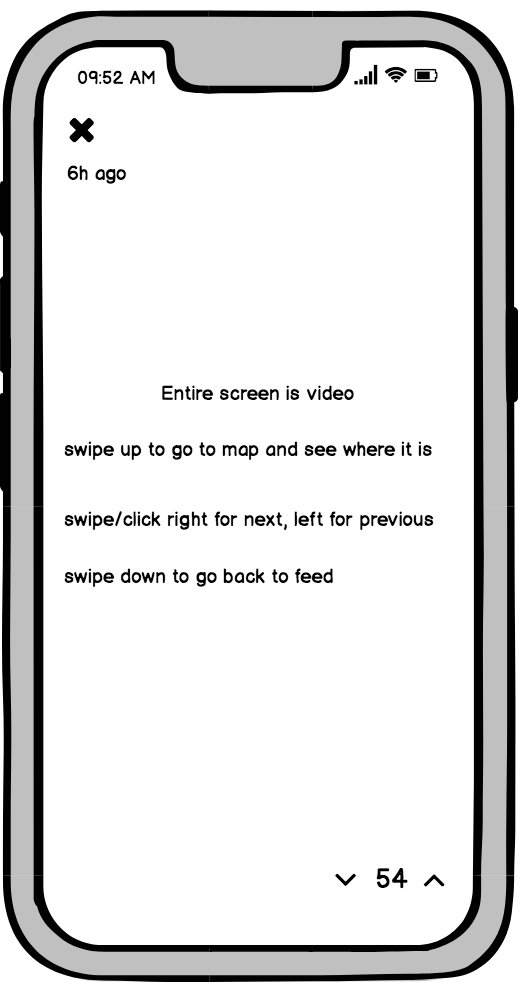 09:52 AM
6h ago
Entire screen is video
swipe up to go to map and see where it is
swipe/click right for next, left for previous
swipe down to go back to feed
54